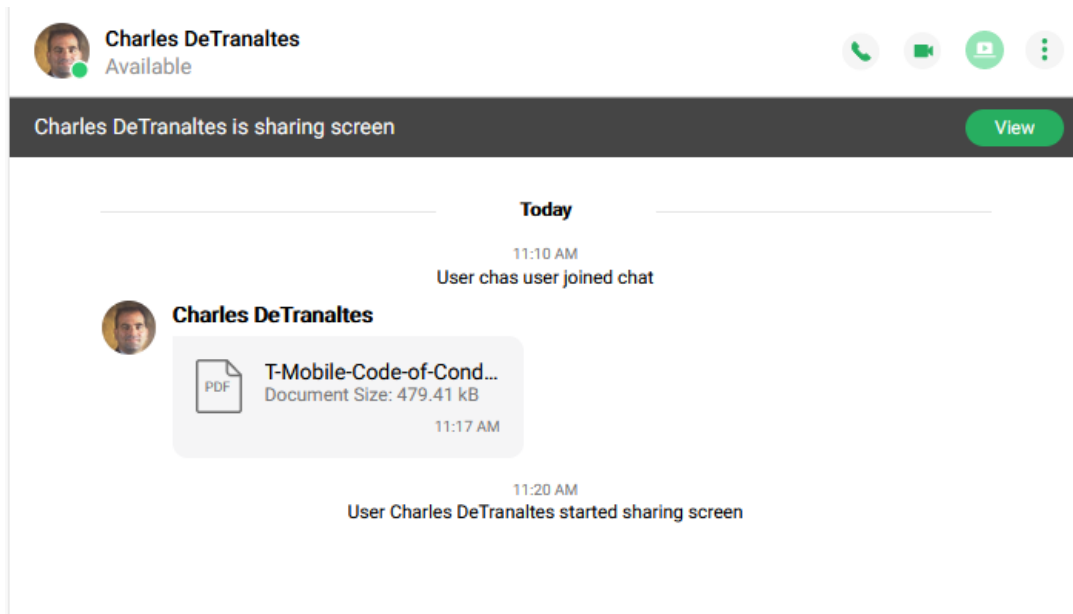 Charles DeTranaltes
Available
Charles DeTranaltes is sharing screen
View
Today
11:10 AM
User chas user joined chat
Charles DeTranaltes
PDF
T-Mobile-Code-of-Cond...
Document Size: 479.41 kB
11:17 AM
11:20 AM
User Charles DeTranaltes started sharing screen